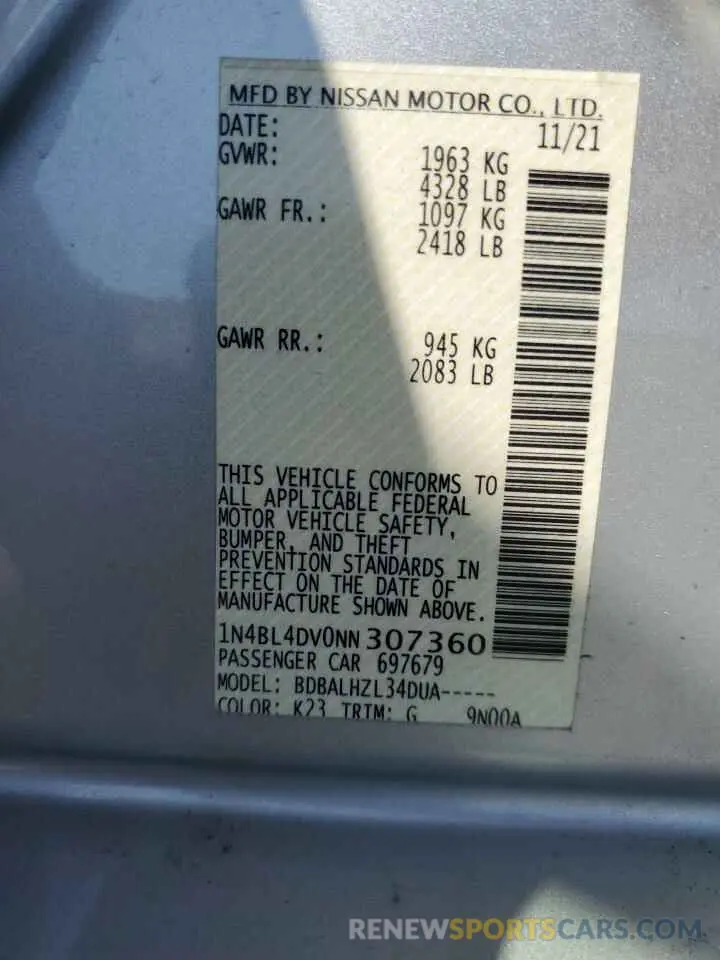 MFD BY NISSAN MOTOR CO., LTD.
DATE: 11/21
GVWR: 1963 KG
4328 LB
GAWR FR.: 1097 KG
2418 LB
GAWR RR.: 945 KG
2083 LB
THIS VEHICLE CONFORMS TO
ALL APPLICABLE FEDERAL
MOTOR VEHICLE SAFETY,
BUMPER, AND THEFT
PREVENTION STANDARDS IN
EFFECT ON THE DATE OF
MANUFACTURE SHOWN ABOVE.
1N4BL4DV0NN307360
PASSENGER CAR 697679
MODEL: BDBALHZL34DUA-----
COLOR: K23 TRIM: G 9N00A
RENEWSPORTSCARS.COM